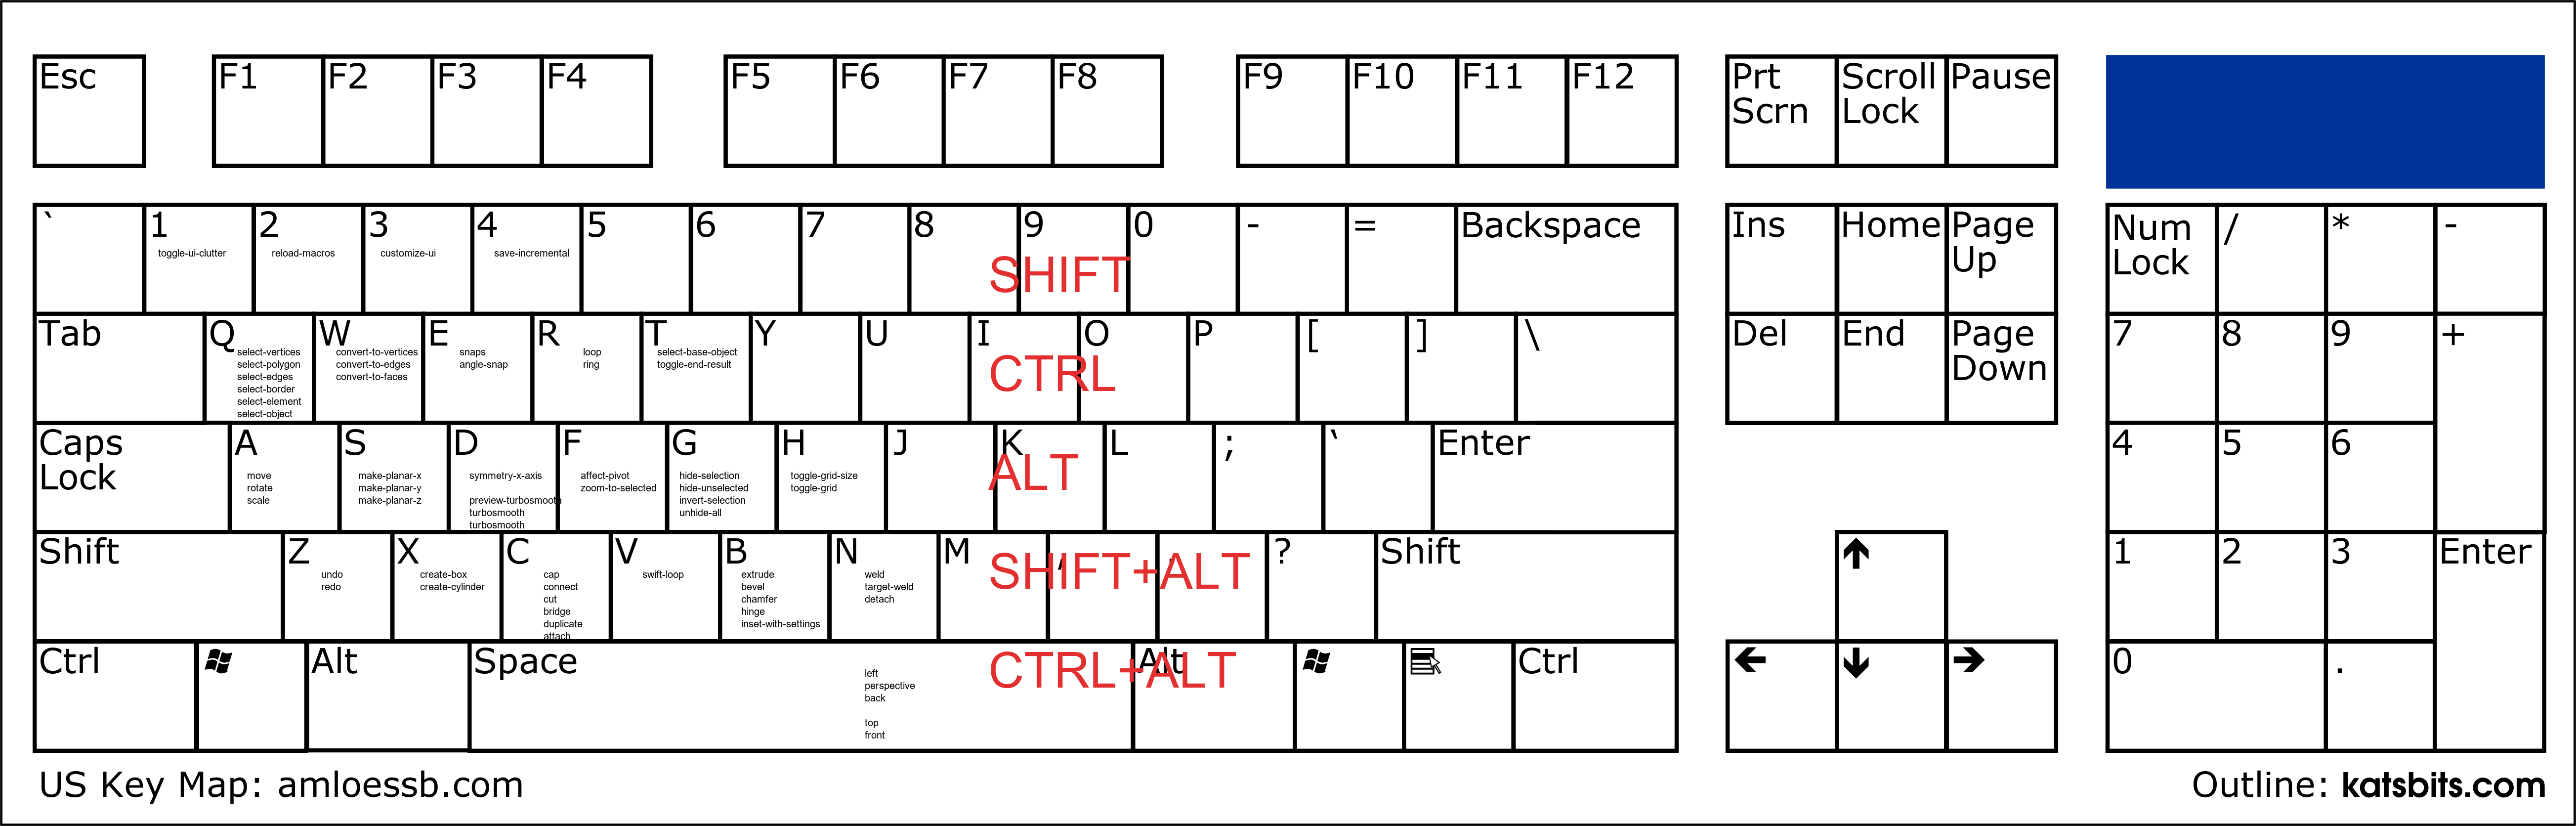 Esc
F1
F2
F3
F4
F5
F6
F7
F8
F9
F10
F11
F12
Prt
Scrn
Scroll
Lock
Pause
`
1
toggle-ui-clutter
2
reload-macros
3
customize-ui
4
save-incremental
5
6
7
8
9
0
-
=
Backspace
SHIFT
Ins
Home
Page
Up
Num
Lock
/
*
-
Tab
Q
select-vertices
select-polygon
select-edges
select-border
select-element
select-object
W
convert-to-vertices
convert-to-edges
convert-to-faces
E
snaps
angle-snap
R
loop
ring
T
select-base-object
toggle-end-result
Y
U
I
O
P
[
]
\
CTRL
Del
End
Page
Down
7
8
9
+
Caps
Lock
A
move
rotate
scale
S
make-planar-x
make-planar-y
make-planar-z
D
symmetry-x-axis
preview-turbosmooth
turbosmooth
turbosmooth
F
affect-pivot
zoom-to-selected
G
hide-selection
hide-unselected
invert-selection
unhide-all
H
toggle-grid-size
toggle-grid
J
K
L
;
‛
Enter
ALT
4
5
6
Shift
Z
undo
redo
X
create-box
create-cylinder
C
cap
connect
cut
bridge
duplicate
attach
V
swift-loop
B
extrude
bevel
chamfer
hinge
inset-with-settings
N
weld
target-weld
detach
M
,
?
Shift
SHIFT+ALT
1
2
3
Enter
Ctrl
Alt
Space
left
perspective
back
top
front
Alt
Ctrl
CTRL+ALT
0
.
US Key Map: amloessb.com
Outline: katsbits.com